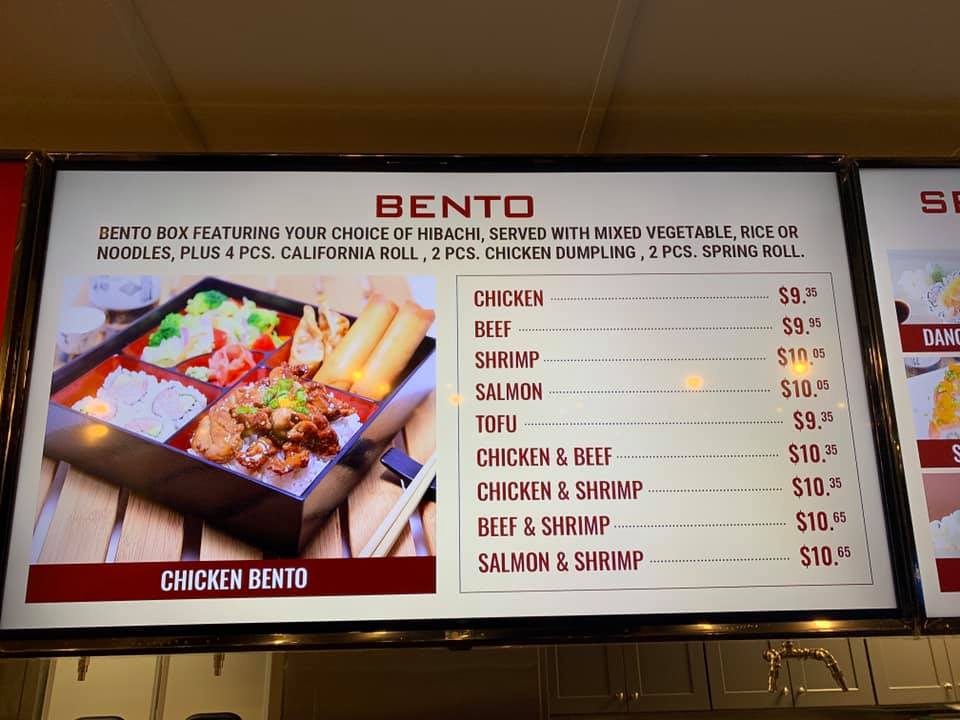 BENTO
BENTO BOX FEATURING YOUR CHOICE OF HIBACHI, SERVED WITH MIXED VEGETABLE, RICE OR
NOODLES, PLUS 4 PCS. CALIFORNIA ROLL , 2 PCS. CHICKEN DUMPLING , 2 PCS. SPRING ROLL.
CHICKEN $9.35
BEEF $9.95
SHRIMP $10.05
SALMON $10.05
TOFU $9.35
CHICKEN & BEEF $10.35
CHICKEN & SHRIMP $10.35
BEEF & SHRIMP $10.65
SALMON & SHRIMP $10.65
CHICKEN BENTO